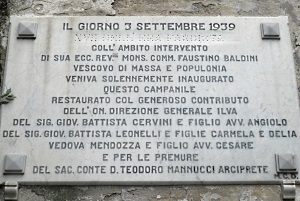 IL GIORNO 3 SETTEMBRE 1939
COLL' AMBITO INTERVENTO
DI SUA ECC. REVma MONS. COMM. FAUSTINO BALDINI
VESCOVO DI MASSA E POPULONIA
VENIVA SOLENNEMENTE INAUGURATO
QUESTO CAMPANILE
RESTAURATO COL GENEROSO CONTRIBUTO
DELL'ON. DIREZIONE GENERALE ILVA
DEL SIG. GIOV. BATTISTA CERVINI E FIGLIO AVV. ANGIOLO
DEL SIG. GIOV. BATTISTA LEONELLI E FIGLIE CARMELA E DELIA
VEDOVA MENDOZZA E FIGLIO AVV. CESARE
E PER LE PREMURE
DEL SAC. CONTE D. TEODORO MANNUCCI ARCIPRETE